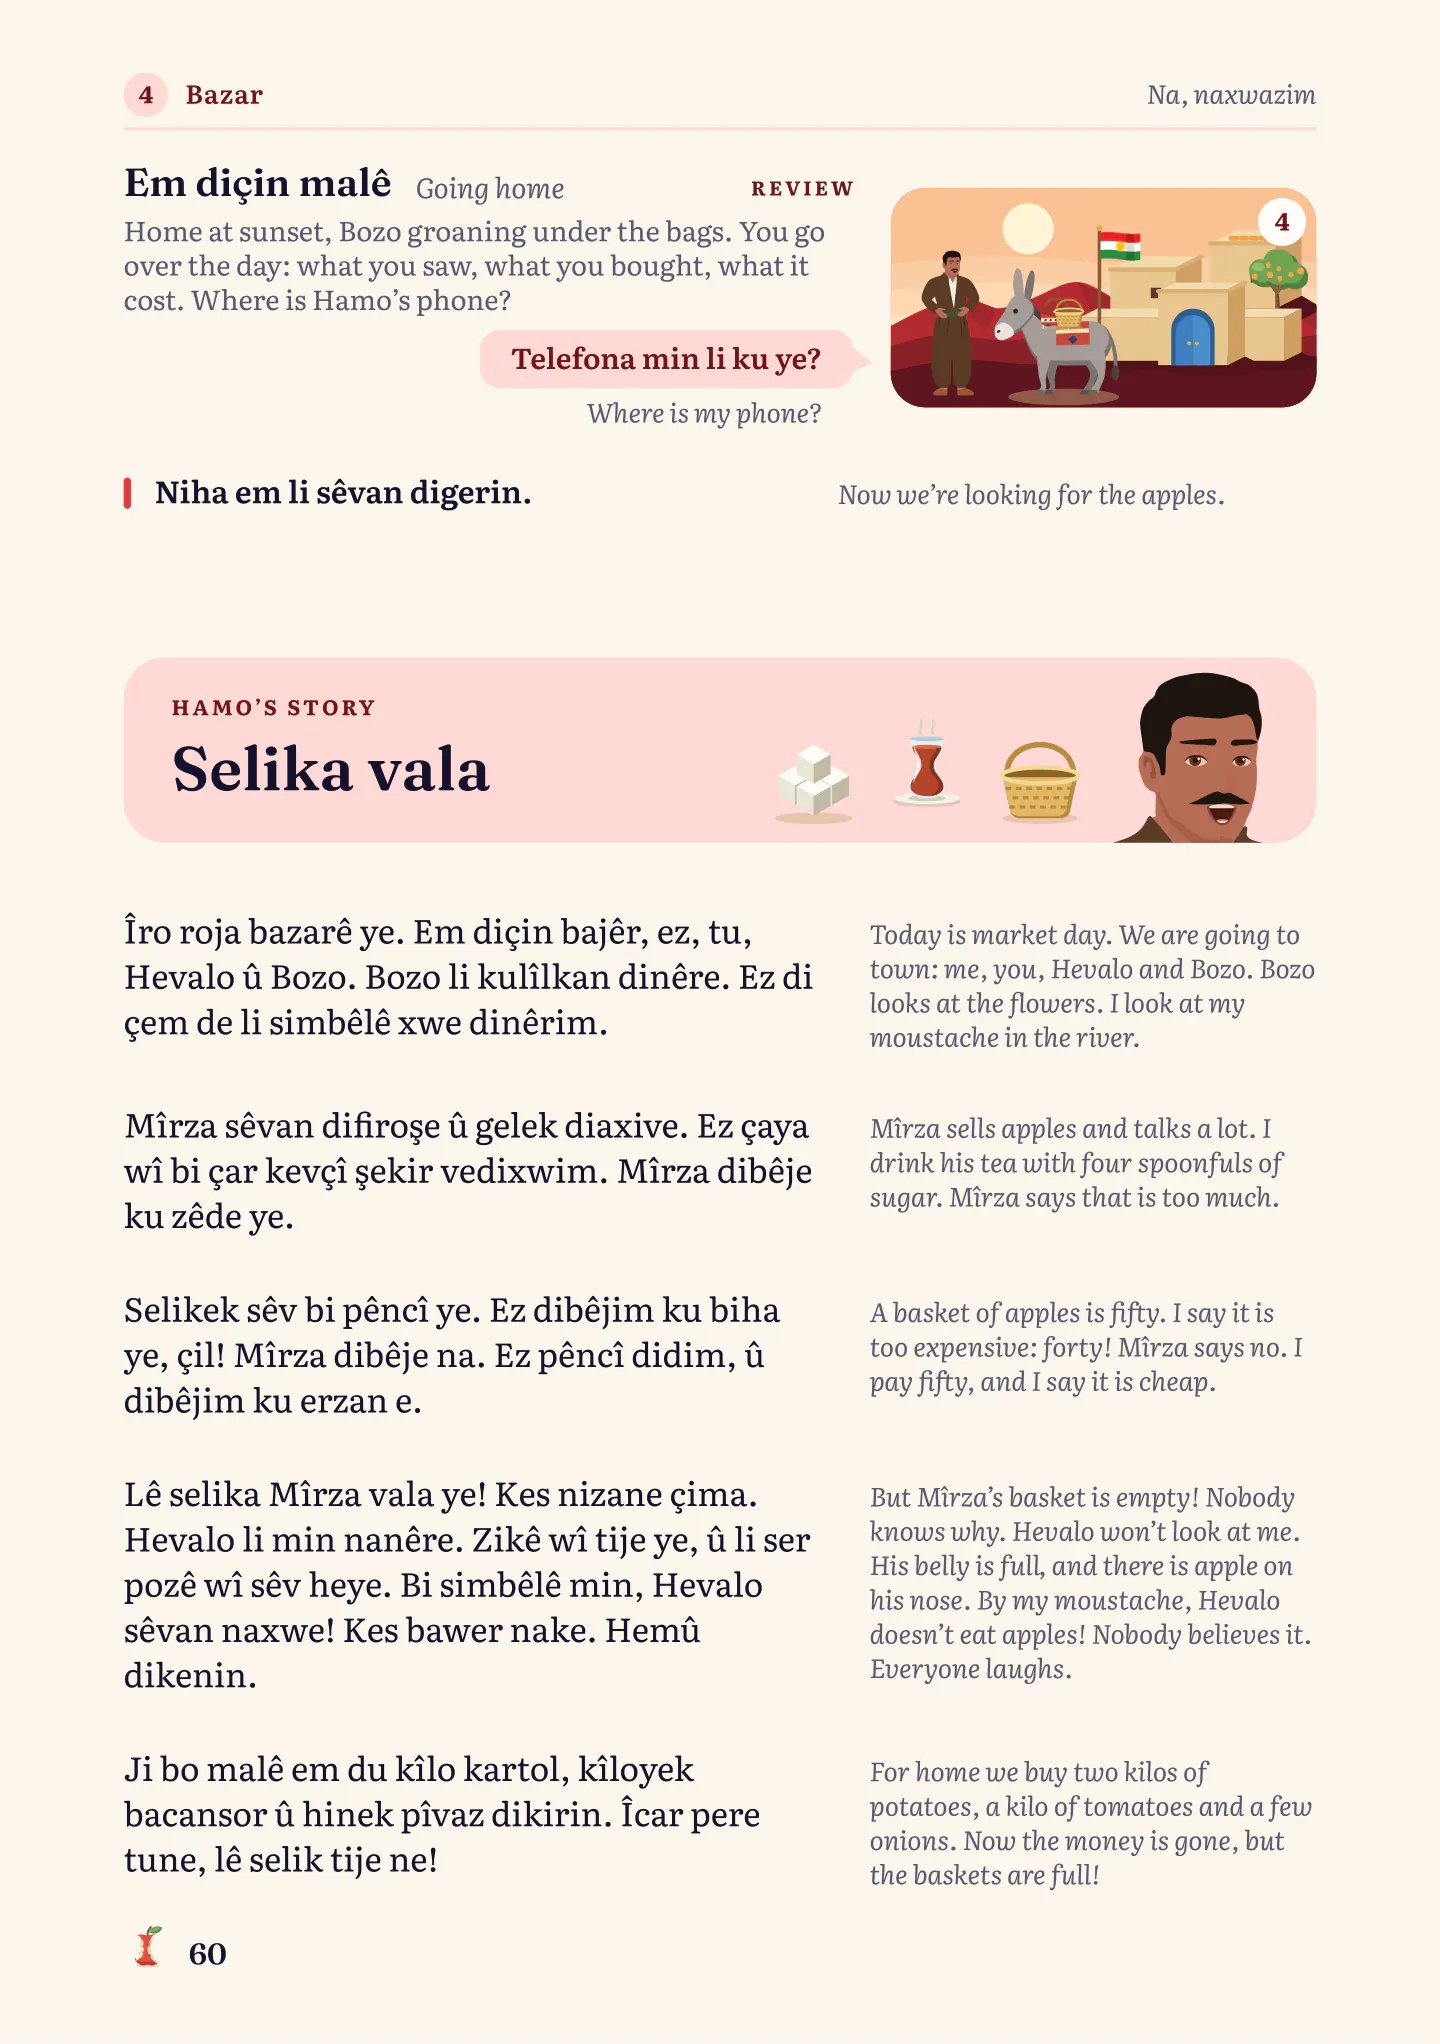 4 Bazar
Na, naxwazim
Em diçin malê Going home
REVIEW
Home at sunset, Bozo groaning under the bags. You go
over the day: what you saw, what you bought, what it
cost. Where is Hamo’s phone?
Telefona min li ku ye?
Where is my phone?
4
Niha em li sêvan digerin.
Now we’re looking for the apples.
HAMO’S STORY
Selika vala
Îro roja bazarê ye. Em diçin bajêr, ez, tu,
Hevalo û Bozo. Bozo li kulîlkan dinêre. Ez di
çem de li simbêlê xwe dinêrim.
Today is market day. We are going to
town: me, you, Hevalo and Bozo. Bozo
looks at the flowers. I look at my
moustache in the river.
Mîrza sêvan difiroşe û gelek diaxive. Ez çaya
wî bi çar kevçî şekir vedixwim. Mîrza dibêje
ku zêde ye.
Mîrza sells apples and talks a lot. I
drink his tea with four spoonfuls of
sugar. Mîrza says that is too much.
Selikek sêv bi pêncî ye. Ez dibêjim ku biha
ye, çil! Mîrza dibêje na. Ez pêncî didim, û
dibêjim ku erzan e.
A basket of apples is fifty. I say it is
too expensive: forty! Mîrza says no. I
pay fifty, and I say it is cheap.
Lê selika Mîrza vala ye! Kes nizane çima.
Hevalo li min nanêre. Zikê wî tije ye, û li ser
pozê wî sêv heye. Bi simbêlê min, Hevalo
sêvan naxwe! Kes bawer nake. Hemû
dikenin.
But Mîrza’s basket is empty! Nobody
knows why. Hevalo won’t look at me.
His belly is full, and there is apple on
his nose. By my moustache, Hevalo
doesn’t eat apples! Nobody believes it.
Everyone laughs.
Ji bo malê em du kîlo kartol, kîloyek
bacansor û hinek pîvaz dikirin. Îcar pere
tune, lê selik tije ne!
For home we buy two kilos of
potatoes, a kilo of tomatoes and a few
onions. Now the money is gone, but
the baskets are full!
60